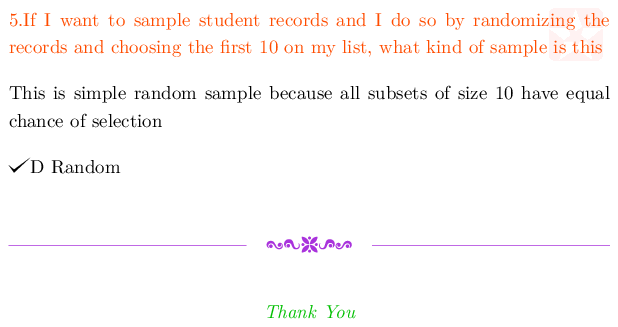 5.If I want to sample student records and I do so by randomizing the
records and choosing the first 10 on my list, what kind of sample is this
This is simple random sample because all subsets of size 10 have equal
chance of selection
✓D Random
Thank You